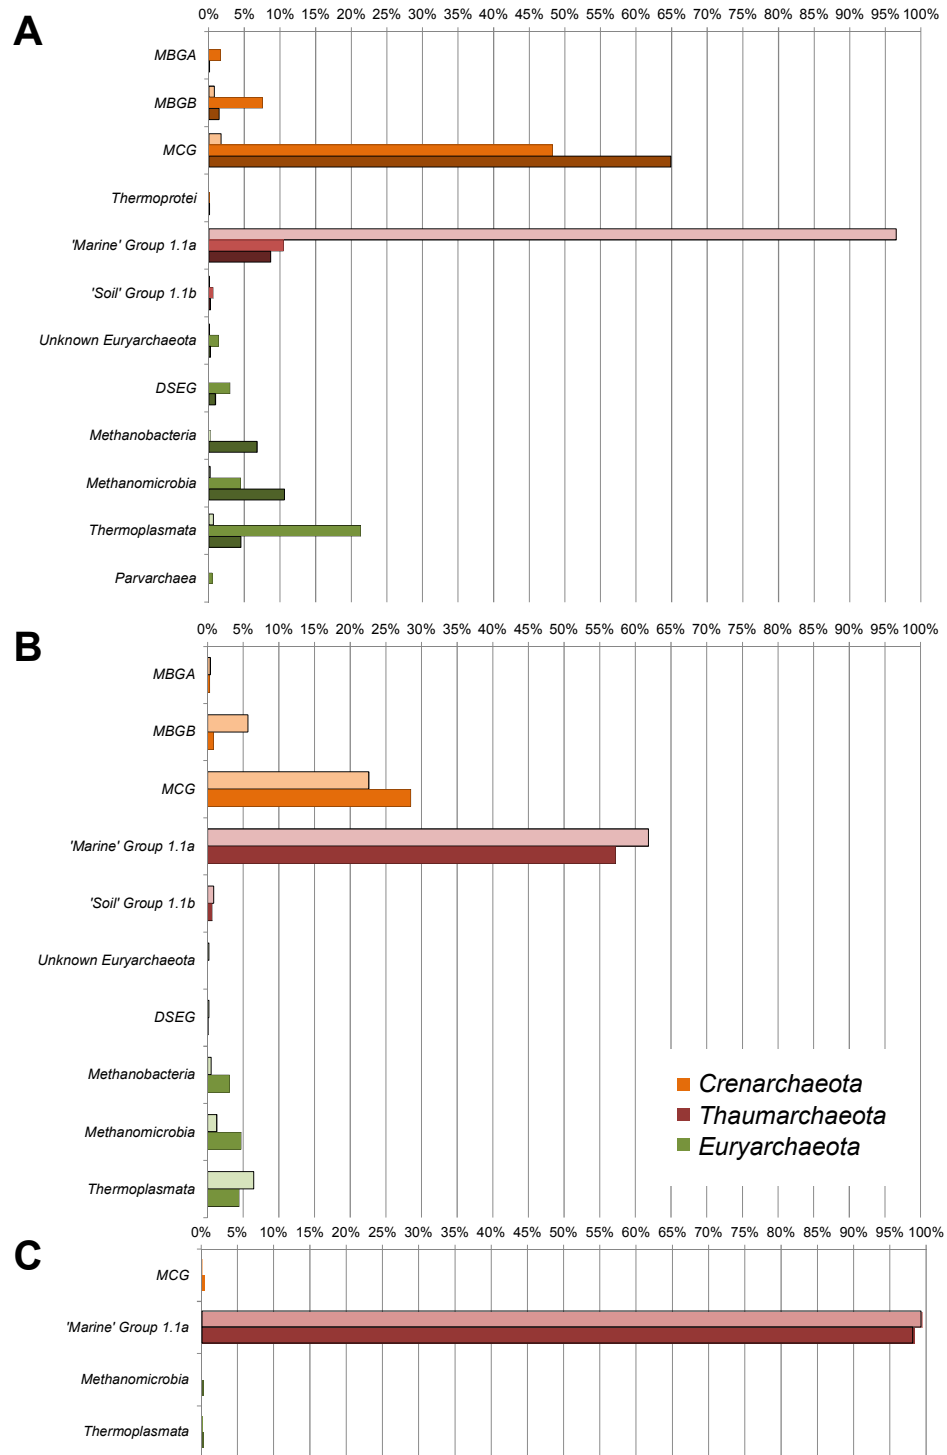 A
0% 5% 10% 15% 20% 25% 30% 35% 40% 45% 50% 55% 60% 65% 70% 75% 80% 85% 90% 95% 100%
MBGA
MBGB
MCG
Thermoprotei
'Marine' Group 1.1a
'Soil' Group 1.1b
Unknown Euryarchaeota
DSEG
Methanobacteria
Methanomicrobia
Thermoplasmata
Parvarchaea
B
0% 5% 10% 15% 20% 25% 30% 35% 40% 45% 50% 55% 60% 65% 70% 75% 80% 85% 90% 95% 100%
MBGA
MBGB
MCG
'Marine' Group 1.1a
'Soil' Group 1.1b
Unknown Euryarchaeota
DSEG
Methanobacteria
Methanomicrobia
Thermoplasmata
Crenarchaeota
Thaumarchaeota
Euryarchaeota
C
0% 5% 10% 15% 20% 25% 30% 35% 40% 45% 50% 55% 60% 65% 70% 75% 80% 85% 90% 95% 100%
MCG
'Marine' Group 1.1a
Methanomicrobia
Thermoplasmata